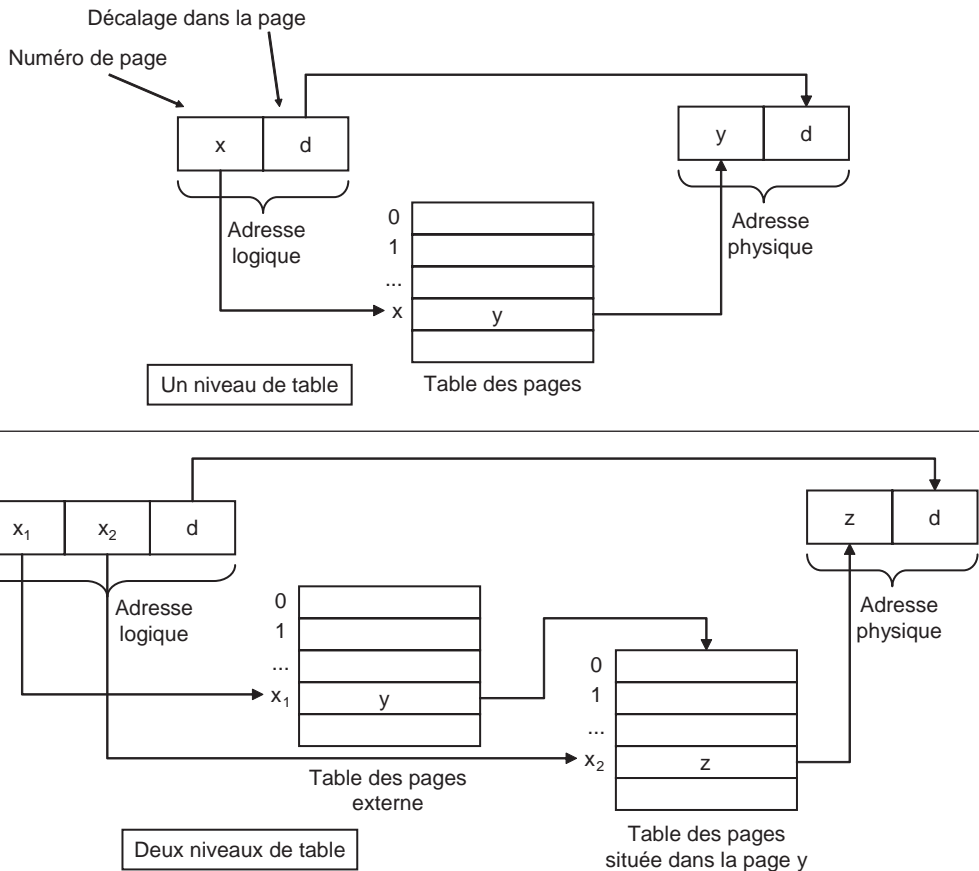 Décalage dans la page
Numéro de page
x d
y d
Adresse
logique
Adresse
physique
0
1
...
x y
Un niveau de table
Table des pages
x₁ x₂ d
z d
Adresse
logique
Adresse
physique
0
1
...
x₁ y
0
1
...
x₂ z
Table des pages
externe
Deux niveaux de table
Table des pages
située dans la page y